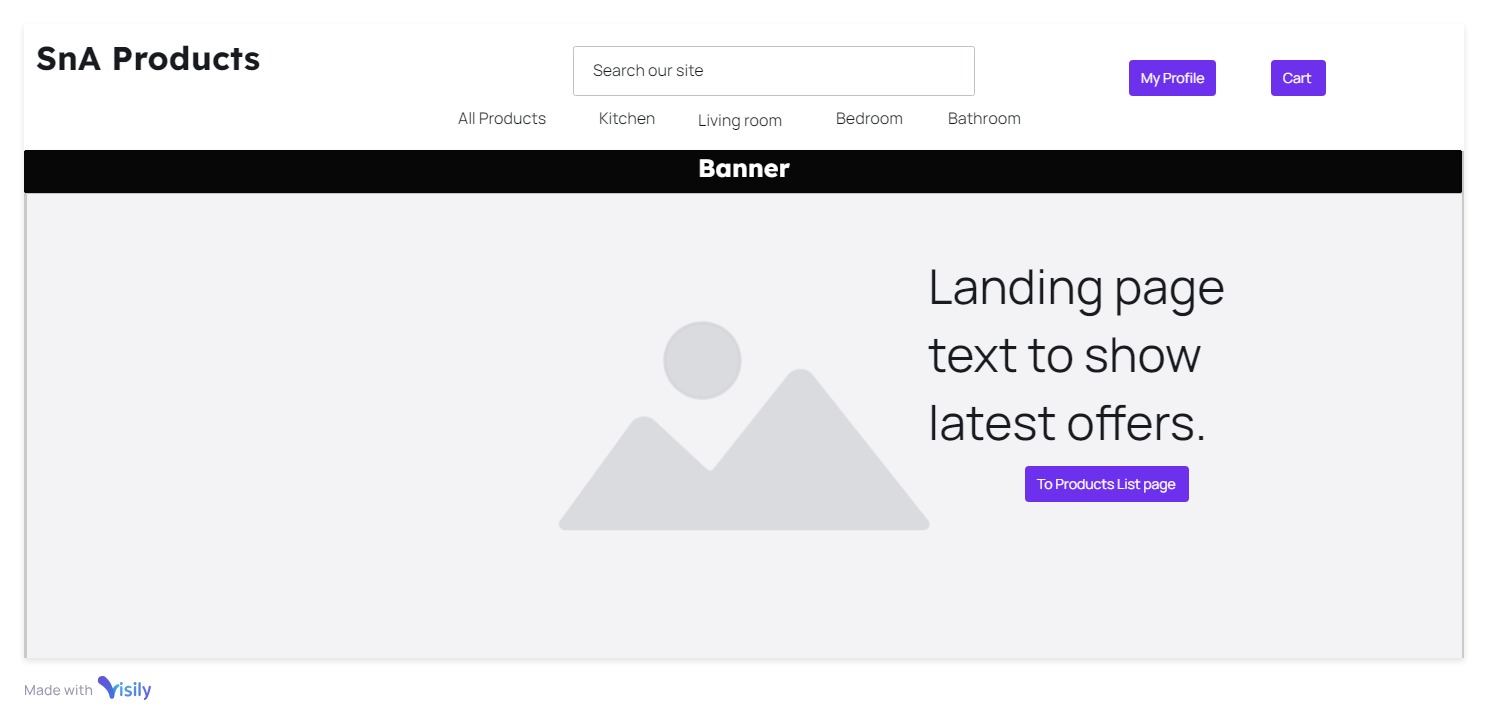 SnA Products
Search our site
My Profile
Cart
All Products
Kitchen
Living room
Bedroom
Bathroom
Banner
Landing page
text to show
latest offers.
To Products List page
Made with Visily